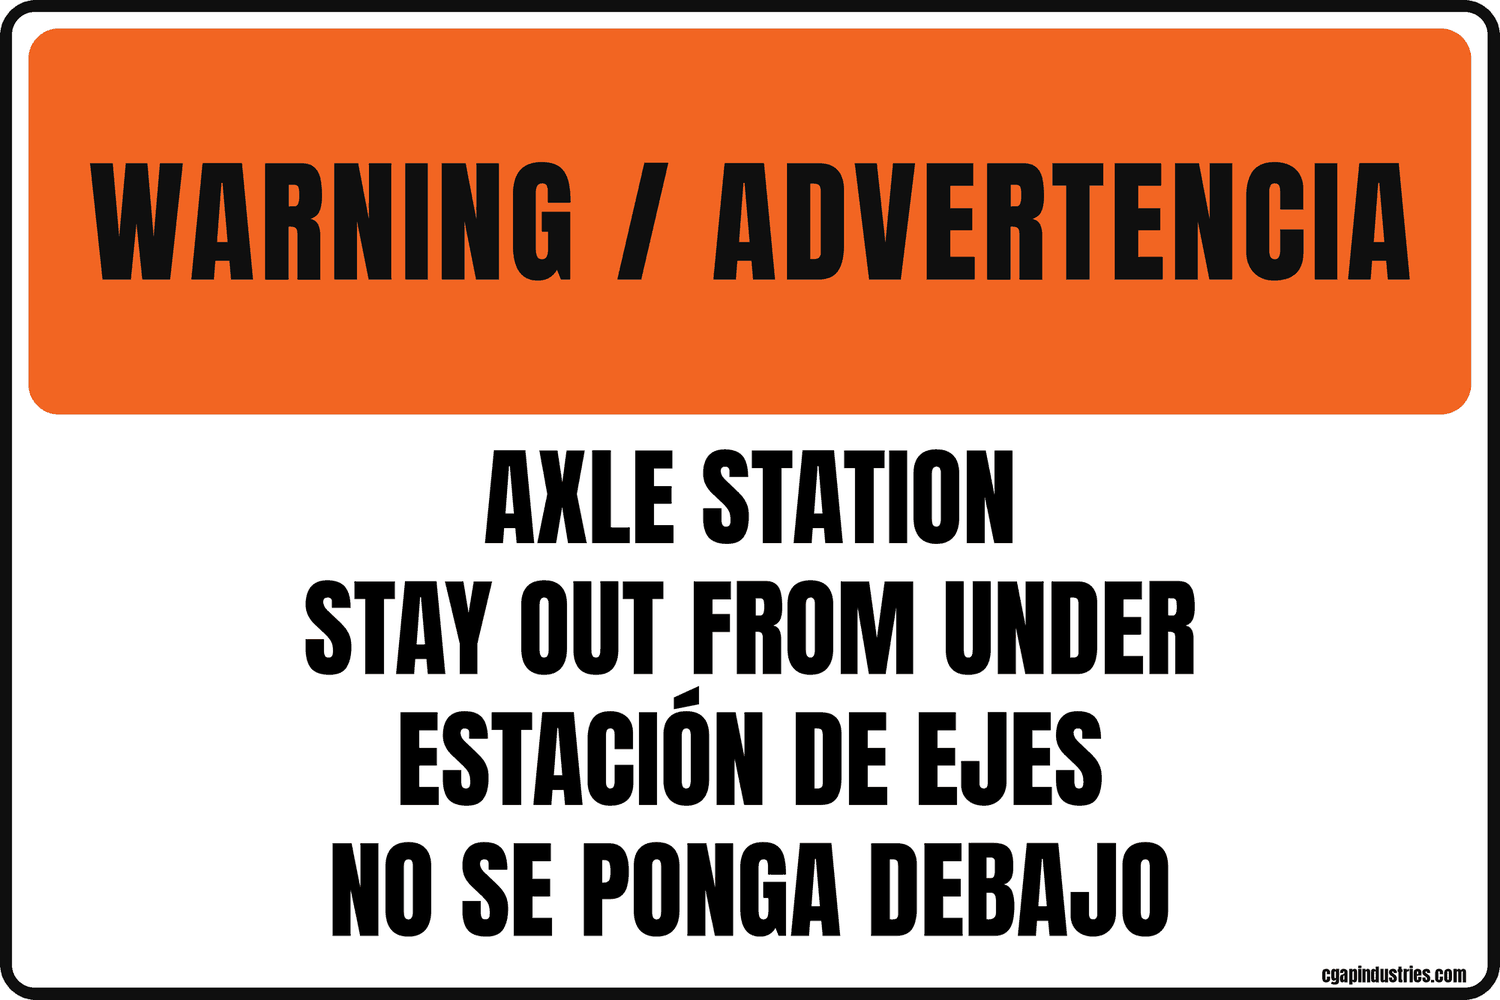 WARNING / ADVERTENCIA
AXLE STATION
STAY OUT FROM UNDER
ESTACIÓN DE EJES
NO SE PONGA DEBAJO
cgapindustries.com